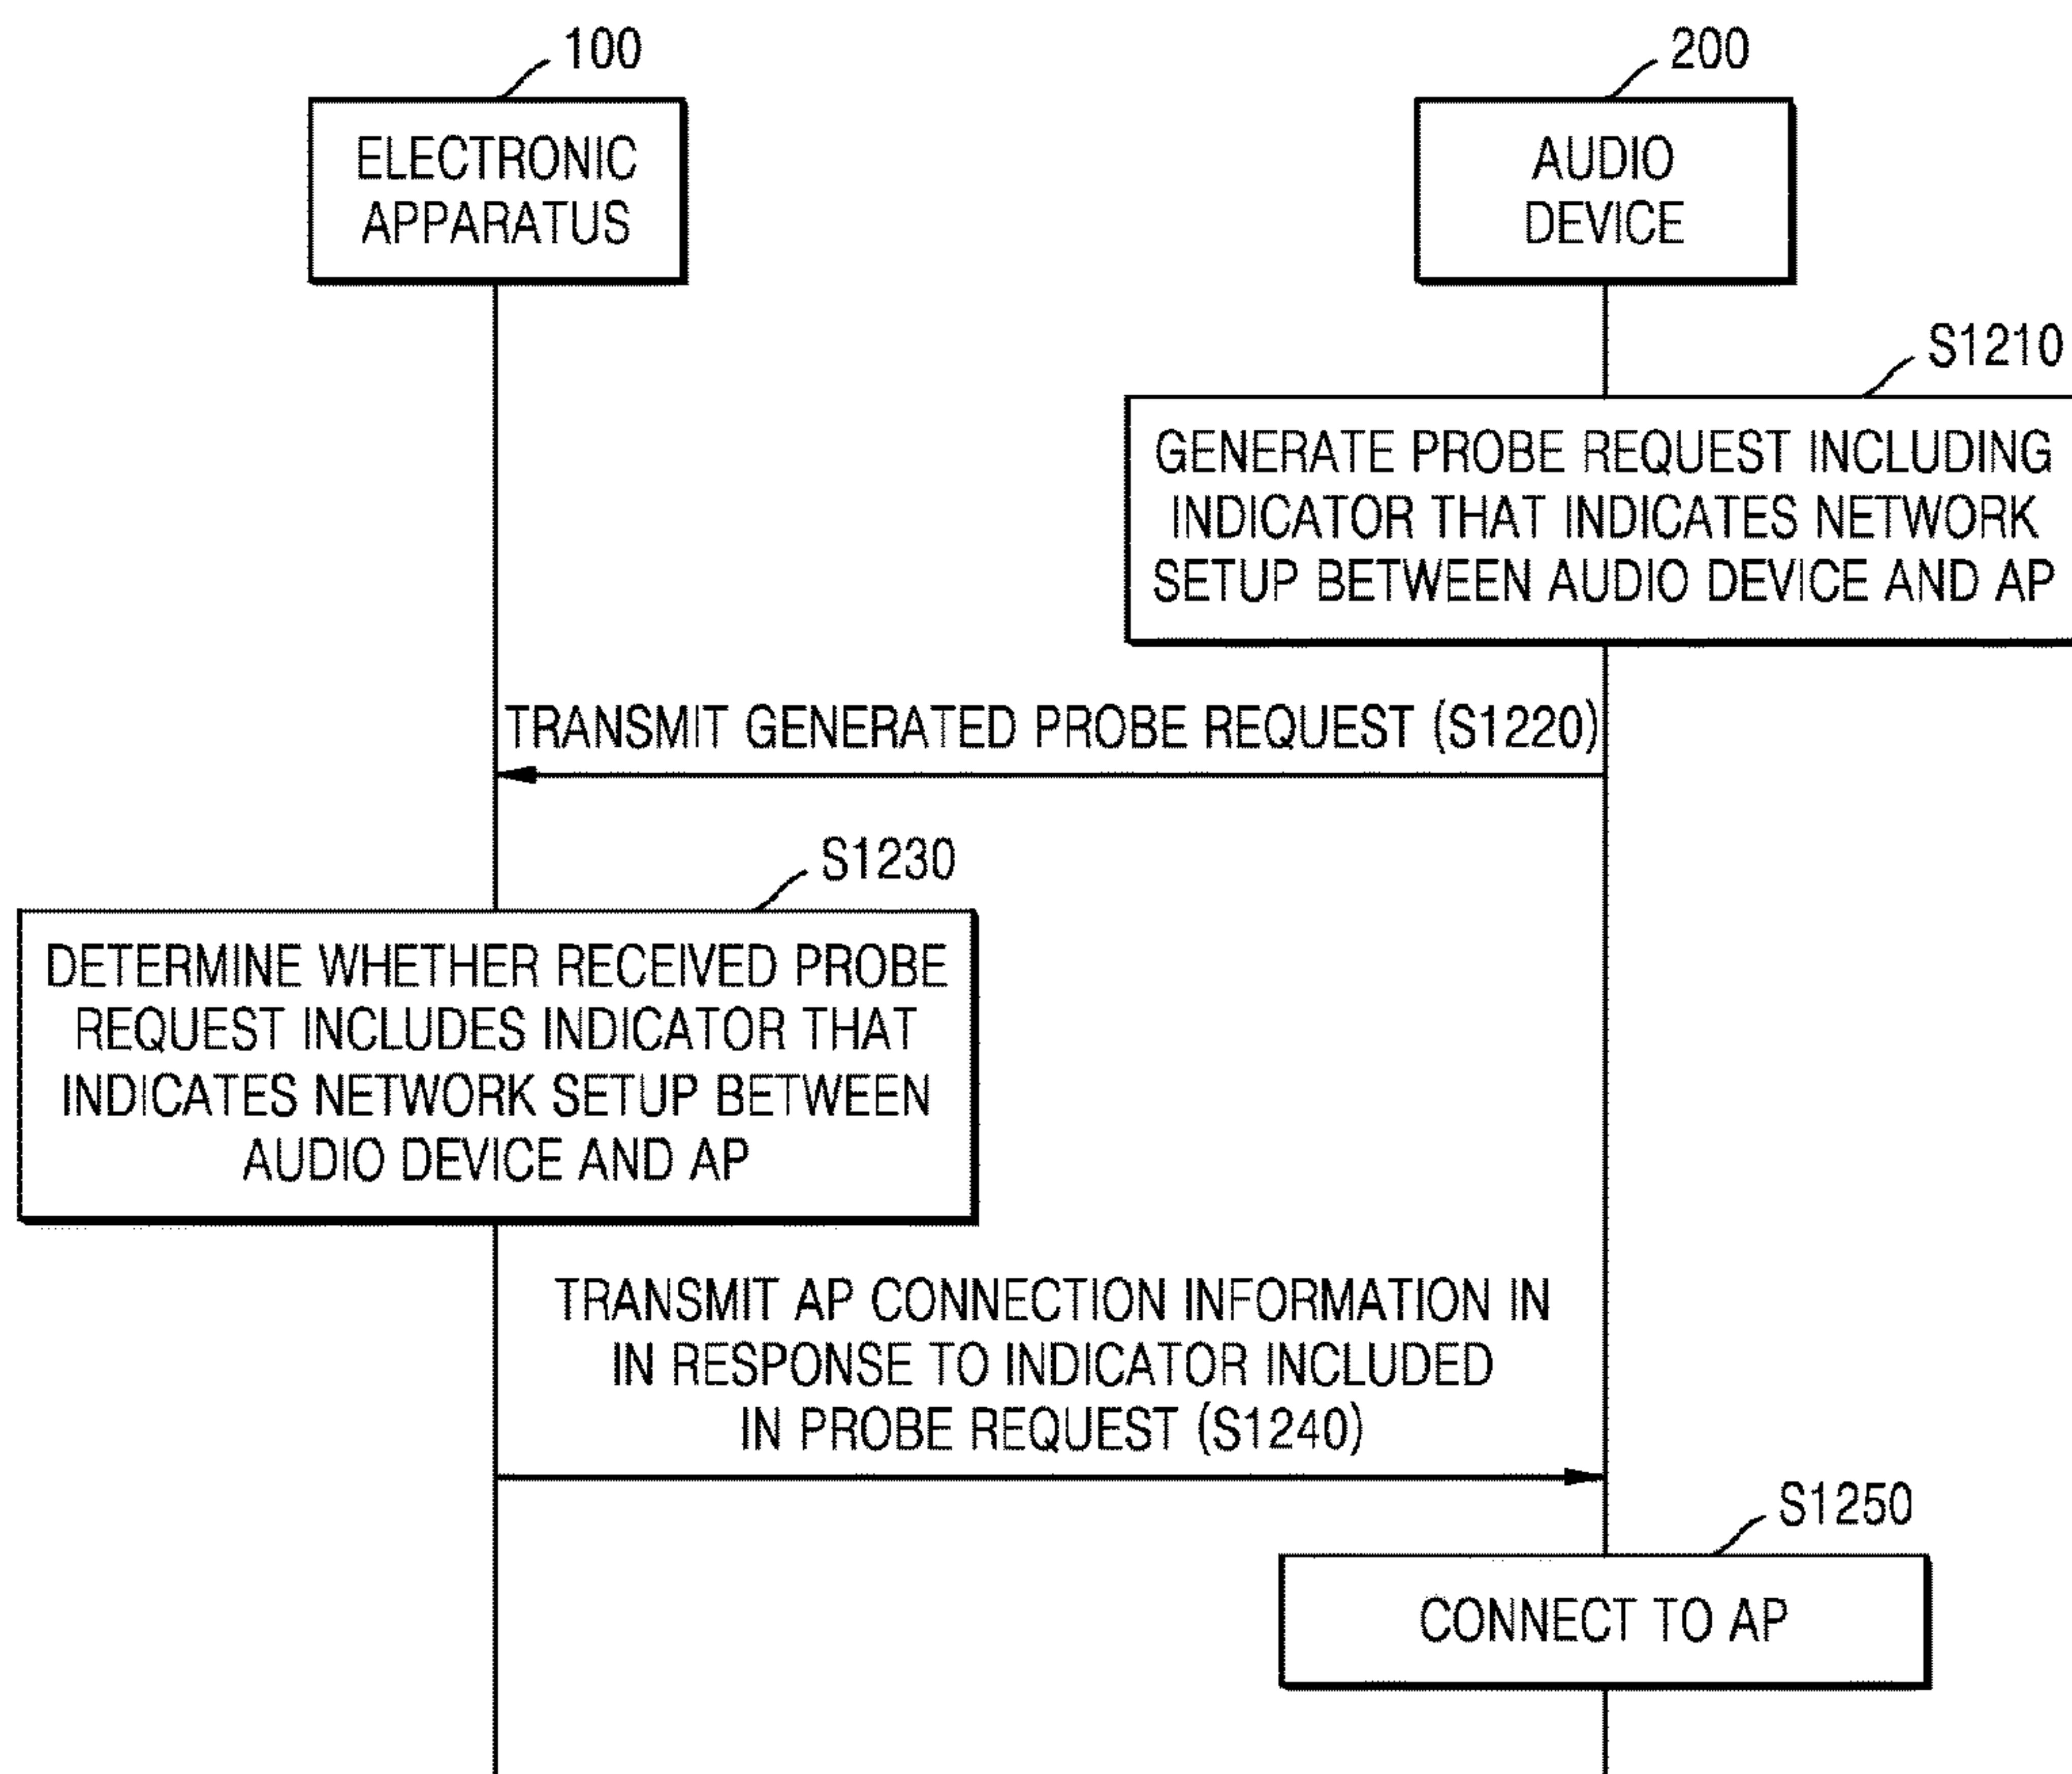 100
ELECTRONIC
APPARATUS
200
AUDIO
DEVICE
S1210
GENERATE PROBE REQUEST INCLUDING
INDICATOR THAT INDICATES NETWORK
SETUP BETWEEN AUDIO DEVICE AND AP
TRANSMIT GENERATED PROBE REQUEST (S1220)
S1230
DETERMINE WHETHER RECEIVED PROBE
REQUEST INCLUDES INDICATOR THAT
INDICATES NETWORK SETUP BETWEEN
AUDIO DEVICE AND AP
TRANSMIT AP CONNECTION INFORMATION IN
IN RESPONSE TO INDICATOR INCLUDED
IN PROBE REQUEST (S1240)
S1250
CONNECT TO AP